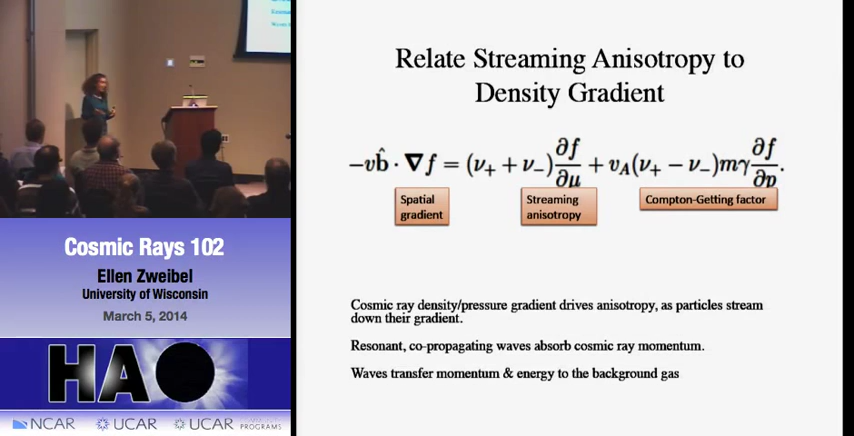 Relate Streaming Anisotropy to
Density Gradient
−vb̂ · ∇f = (ν₊ + ν₋) ∂f/∂μ + v_A(ν₊ − ν₋)mγ ∂f/∂p.
Spatial
gradient
Streaming
anisotropy
Compton-Getting factor
Cosmic ray density/pressure gradient drives anisotropy, as particles stream
down their gradient.
Resonant, co-propagating waves absorb cosmic ray momentum.
Waves transfer momentum & energy to the background gas
Cosmic Rays 102
Ellen Zweibel
University of Wisconsin
March 5, 2014
HAO
NCAR
UCAR
UCAR
PROGRAMS